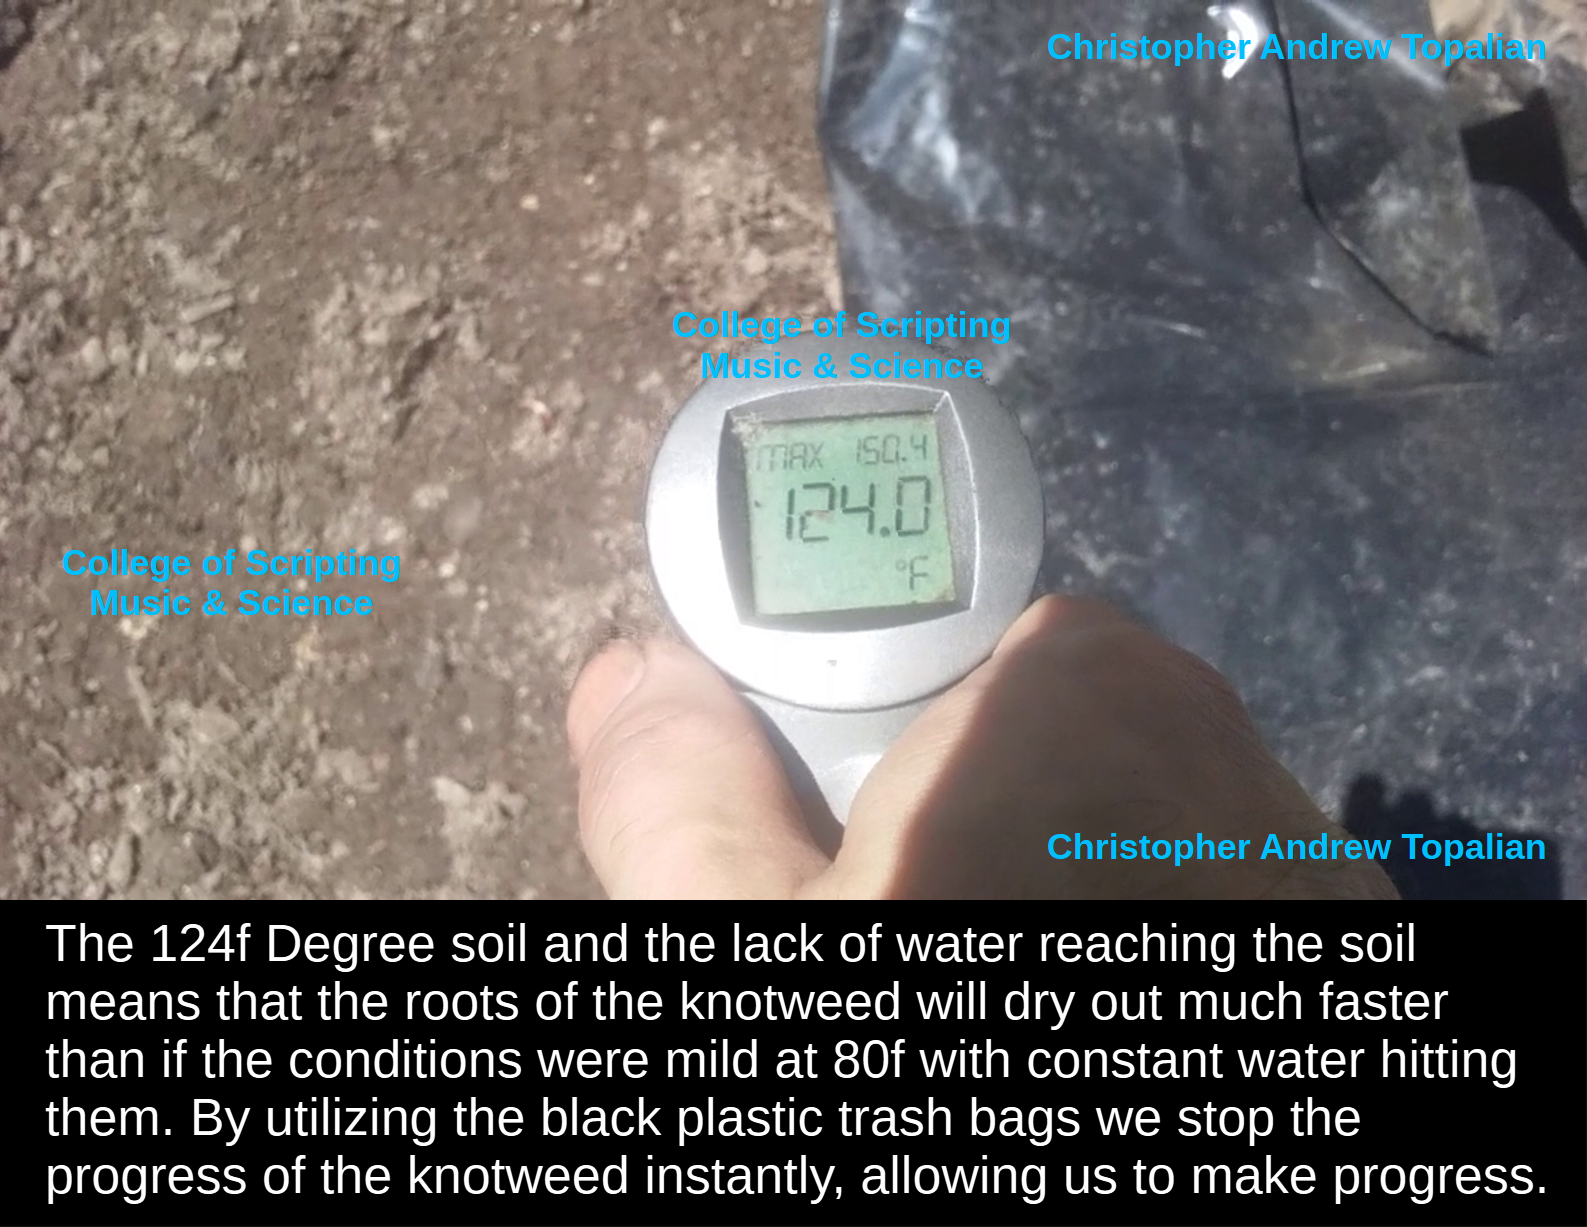 Christopher Andrew Topalian
College of Scripting
Music & Science
MAX 150.4
124.0
°F
College of Scripting
Music & Science
Christopher Andrew Topalian
The 124f Degree soil and the lack of water reaching the soil
means that the roots of the knotweed will dry out much faster
than if the conditions were mild at 80f with constant water hitting
them. By utilizing the black plastic trash bags we stop the
progress of the knotweed instantly, allowing us to make progress.